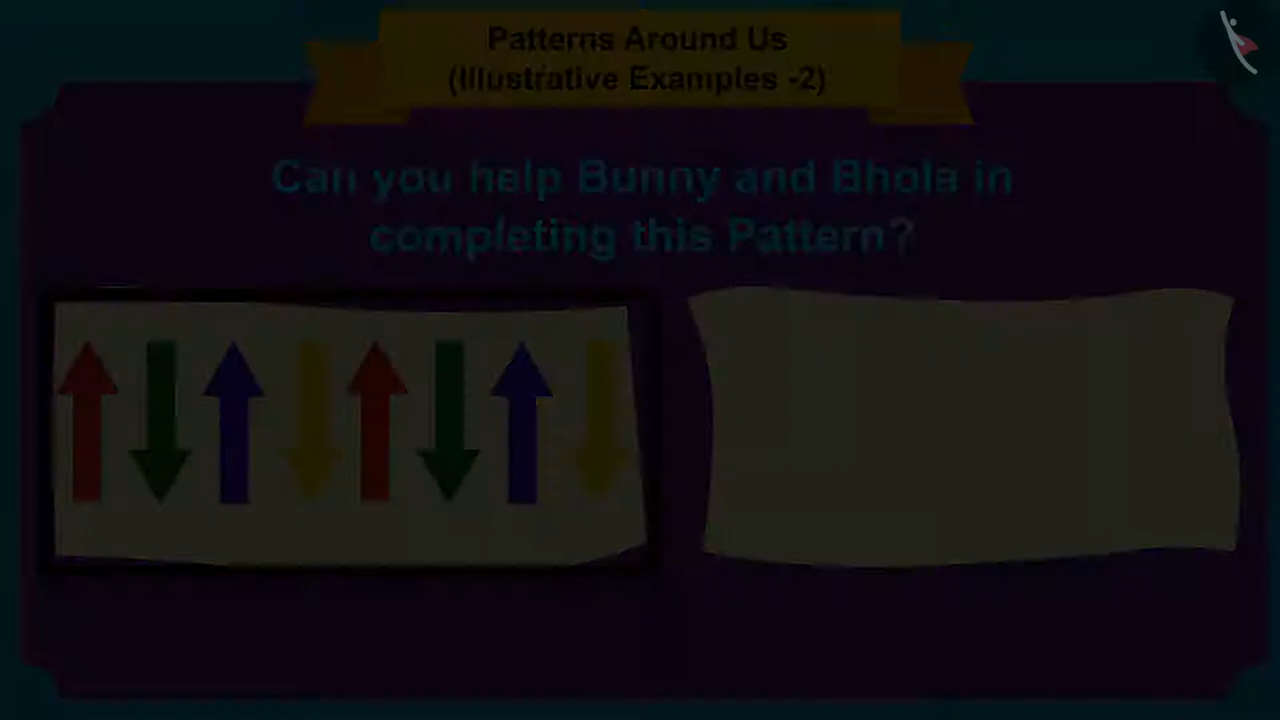 Patterns Around Us
(Illustrative Examples -2)
Can you help Bunny and Bhola in
completing this Pattern?